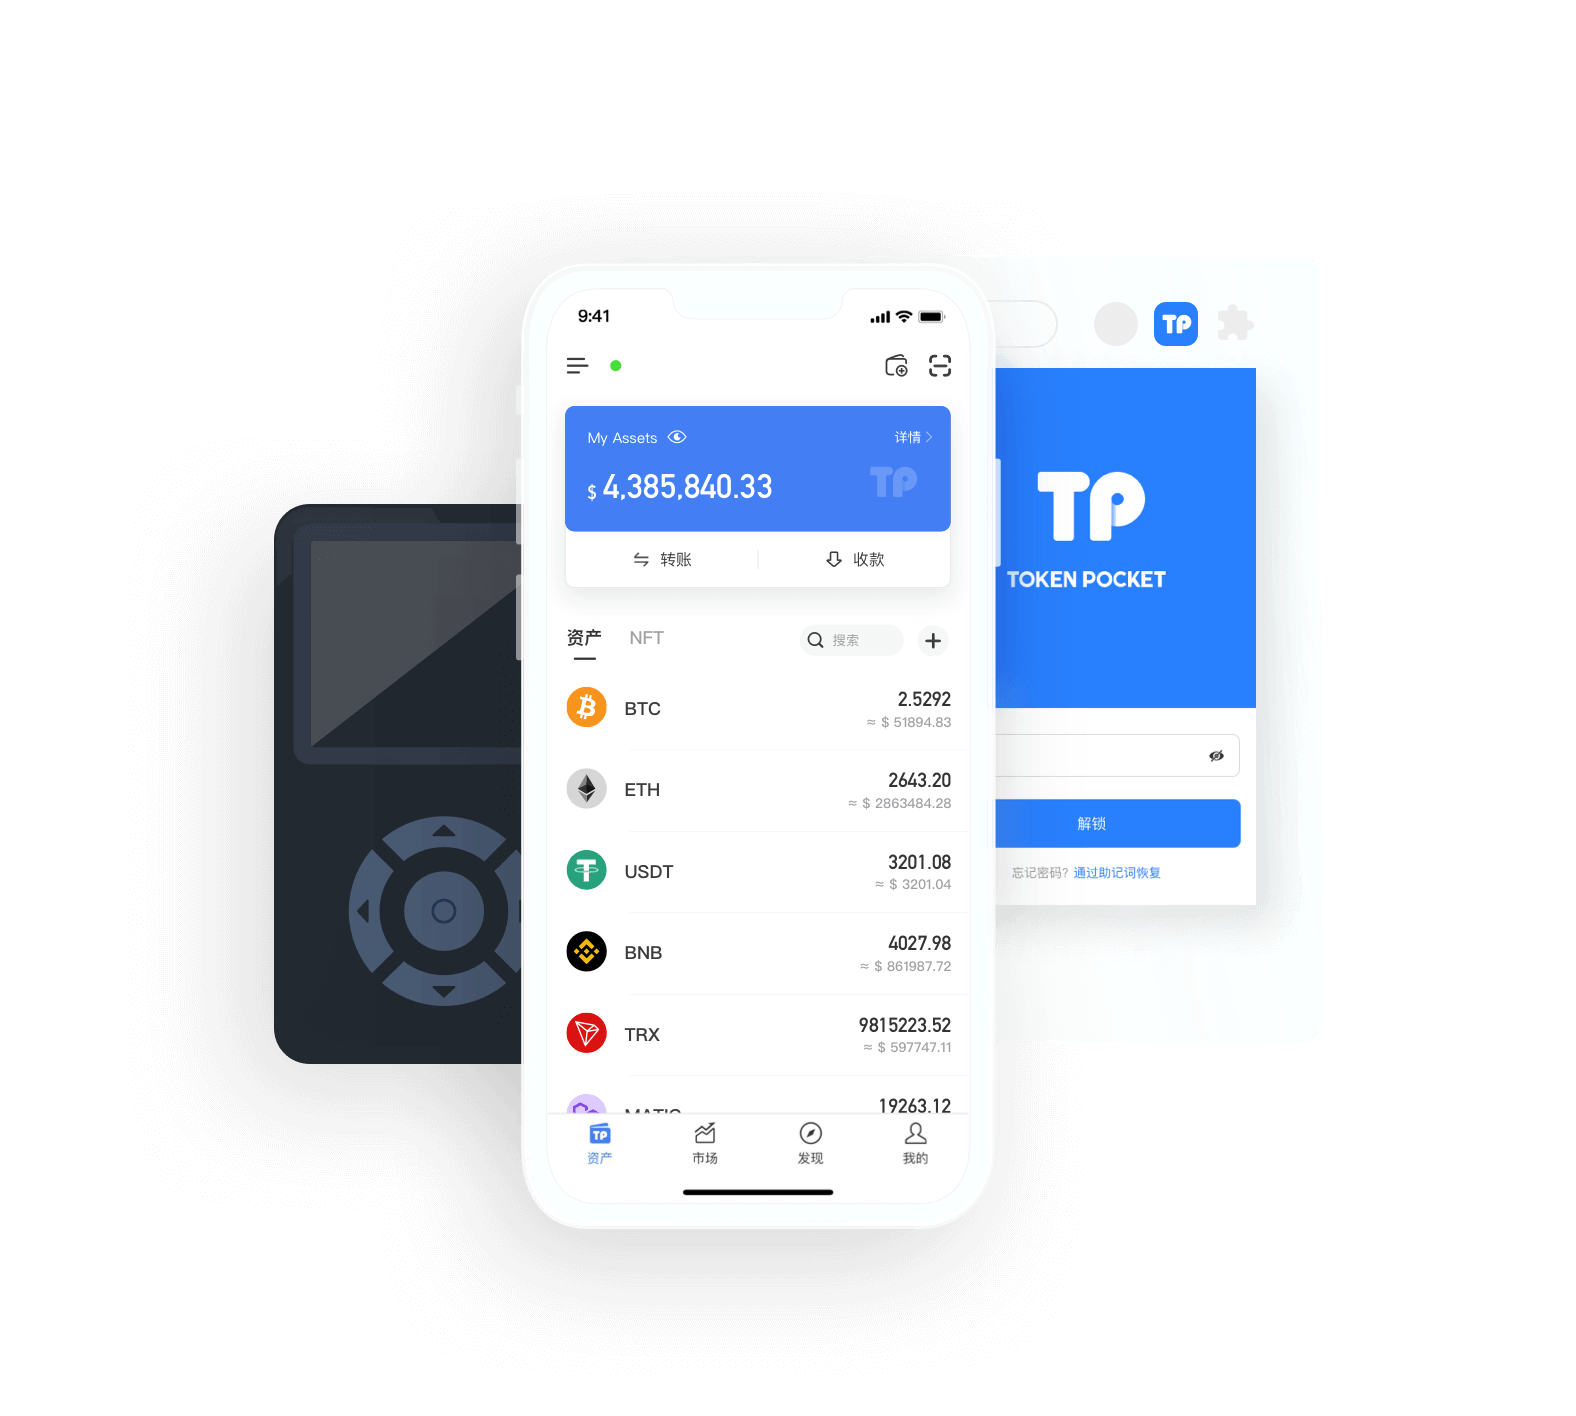 9:41
My Assets
详情
$ 4,385,840.33
TP
转账
收款
资产
NFT
搜索
BTC
2.5292
≈ $ 51894.83
ETH
2643.20
≈ $ 2863484.28
USDT
3201.08
≈ $ 3201.04
BNB
4027.98
≈ $ 861987.72
TRX
9815223.52
≈ $ 597747.11
MATIC
19263.12
TP
资产
市场
发现
我的
TP
TP
TOKEN POCKET
解锁
忘记密码? 通过助记词恢复